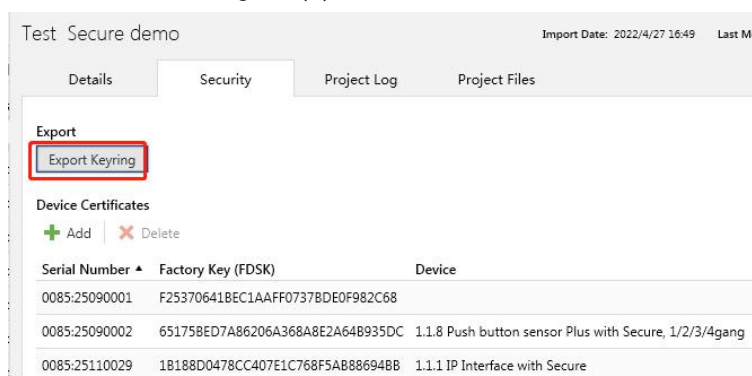 Test Secure demo Import Date: 2022/4/27 16:49 Last M
Details Security Project Log Project Files
Export
Export Keyring
Device Certificates
Add Delete
Serial Number Factory Key (FDSK) Device
0085:25090001 F25370641BEC1AAFF0737BDE0F982C68
0085:25090002 65175BED7A86206A368A8E2A64B935DC 1.1.8 Push button sensor Plus with Secure, 1/2/3/4gang
0085:25110029 1B188D0478CC407E1C768F5AB88694BB 1.1.1 IP Interface with Secure